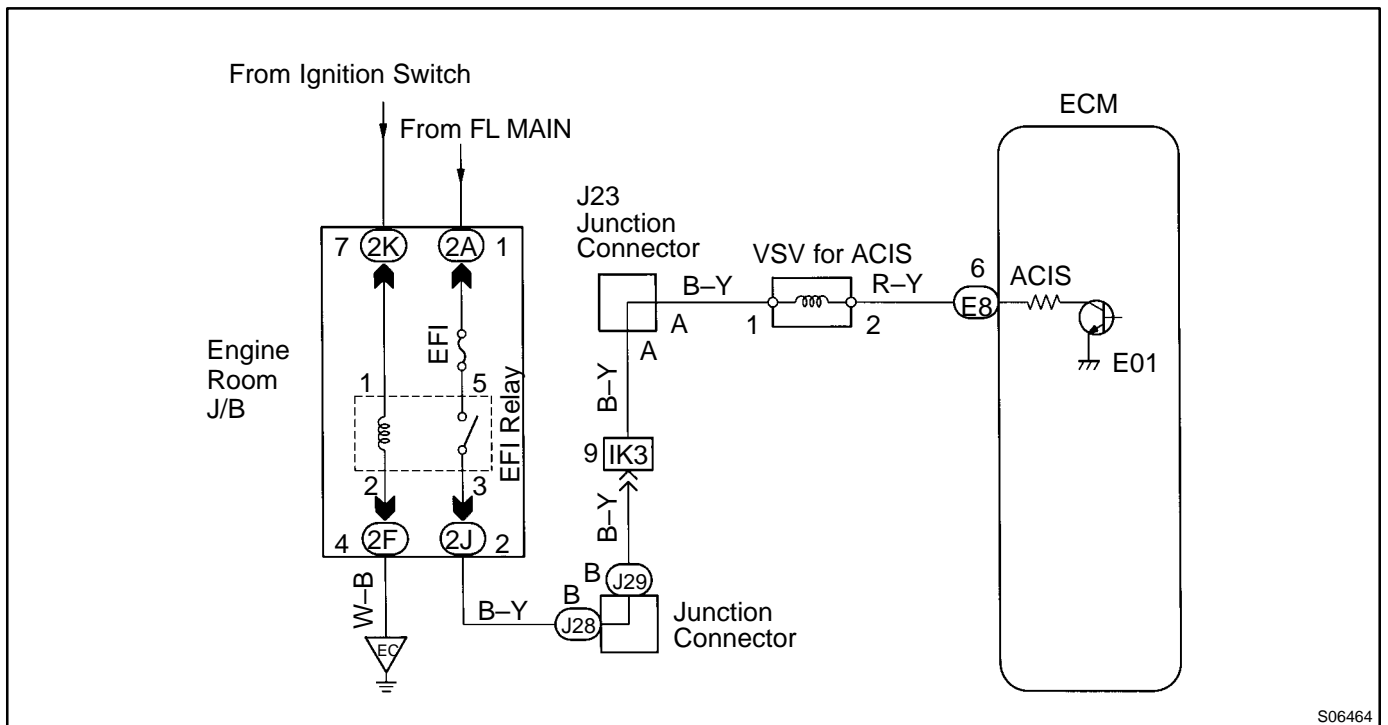 From Ignition Switch
From FL MAIN
ECM
J23
Junction
Connector
VSV for ACIS
7
2K
2A
1
B–Y
R–Y
6
ACIS
E8
A
1
2
A
E01
EFI
Engine
Room
J/B
1
5
EFI Relay
B–Y
9
IK3
2
3
B–Y
4
2F
2J
2
B
J29
W–B
B–Y
B
J28
Junction
Connector
EC
S06464